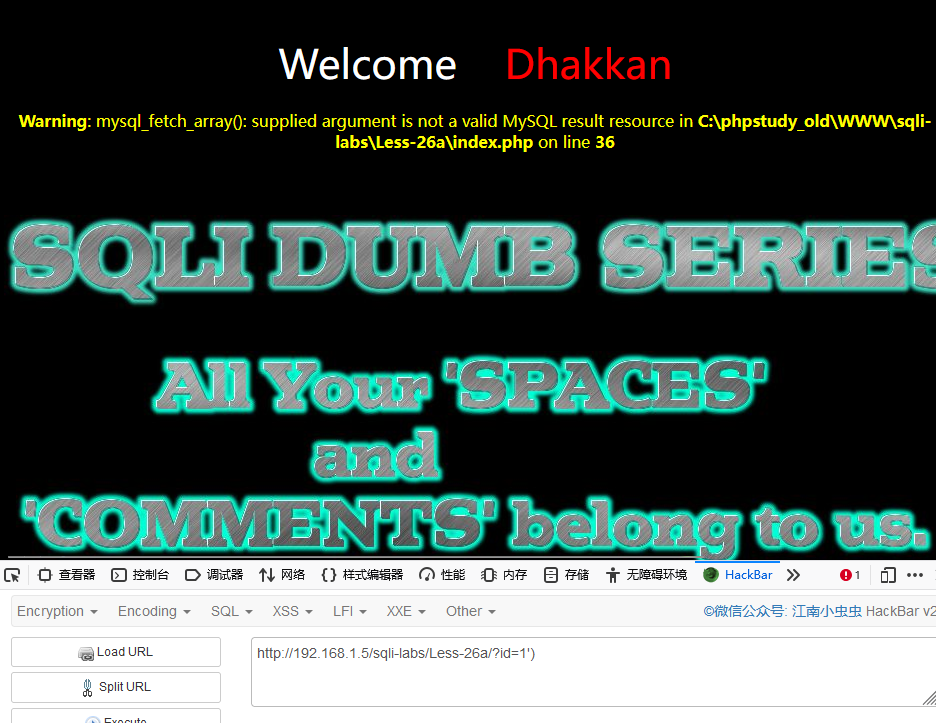 Welcome Dhakkan
Warning: mysql_fetch_array(): supplied argument is not a valid MySQL result resource in C:\phpstudy_old\WWW\sqli-
labs\Less-26a\index.php on line 36
SQLI DUMB SERIES
All Your 'SPACES'
and
'COMMENTS' belong to us.
查看器 控制台 调试器 网络 样式编辑器 性能 内存 存储 无障碍环境 HackBar 1
Encryption Encoding SQL XSS LFI XXE Other ©微信公众号: 江南小虫虫 HackBar v2
Load URL http://192.168.1.5/sqli-labs/Less-26a/?id=1')
Split URL
Execute